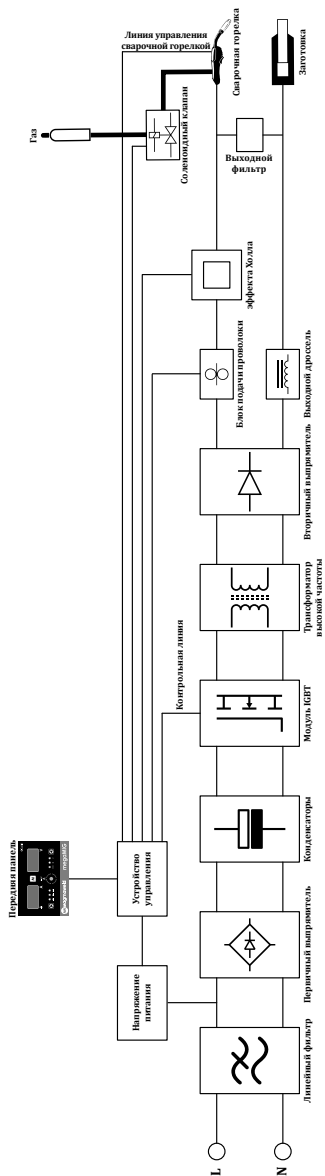 Передняя панель
magmaweld
megaMIG
Устройство
управления
Напряжение
питания
Контрольная линия
Газ
Соленоидный клапан
Линия управления
сварочной горелкой
Сварочная горелка
Заготовка
Выходной
фильтр
эффекта Холла
Блок подачи проволоки
Выходной дроссель
Вторичный выпрямитель
Трансформатор
высокой частоты
Модуль IGBT
Конденсаторы
Первичный выпрямитель
Линейный фильтр
L
N